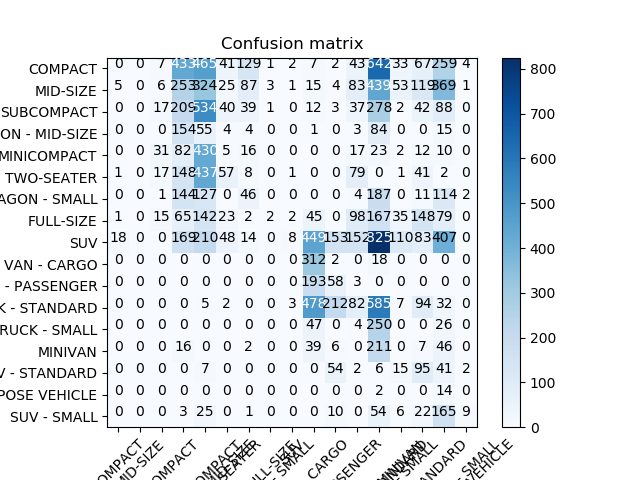 Confusion matrix
COMPACT 0 0 7 433 465 41 129 1 2 7 2 43 642 33 67 259 4
MID-SIZE 5 0 6 253 324 25 87 3 1 15 4 83 439 53 119 369 1
SUBCOMPACT 0 0 17 209 534 40 39 1 0 12 3 37 278 2 42 88 0
ON - MID-SIZE 0 0 0 154 55 4 4 0 0 1 0 3 84 0 0 15 0
MINICOMPACT 0 0 31 82 430 5 16 0 0 0 0 17 23 2 12 10 0
TWO-SEATER 1 0 17 148 437 57 8 0 1 0 0 79 0 1 41 2 0
AGON - SMALL 0 0 1 144 127 0 46 0 0 0 0 4 187 0 11 114 2
FULL-SIZE 1 0 15 65 142 23 2 2 2 45 98 167 35 148 79 0
SUV 18 0 0 169 210 48 14 0 8 449 153 152 825 110 83 407 0
VAN - CARGO 0 0 0 0 0 0 0 0 0 312 2 0 18 0 0 0 0
- PASSENGER 0 0 0 0 0 0 0 0 0 193 58 3 0 0 0 0 0
K - STANDARD 0 0 0 0 5 2 0 0 3 478 212 82 585 7 94 32 0
RUCK - SMALL 0 0 0 0 0 0 0 0 0 47 0 4 250 0 0 26 0
MINIVAN 0 0 0 16 0 0 2 0 0 39 6 0 211 0 7 46 0
V - STANDARD 0 0 0 0 7 0 0 0 0 0 54 2 6 15 95 41 2
POSE VEHICLE 0 0 0 0 0 0 0 0 0 0 0 0 2 0 0 14 0
SUV - SMALL 0 0 0 3 25 0 1 0 0 0 10 0 54 6 22 165 9
800
700
600
500
400
300
200
100
0
OMPACT
MID-SIZE
OMPACT
SMALL
CARGO
SENGER
SMALL
ANDARD
VEHICLE
SMALL